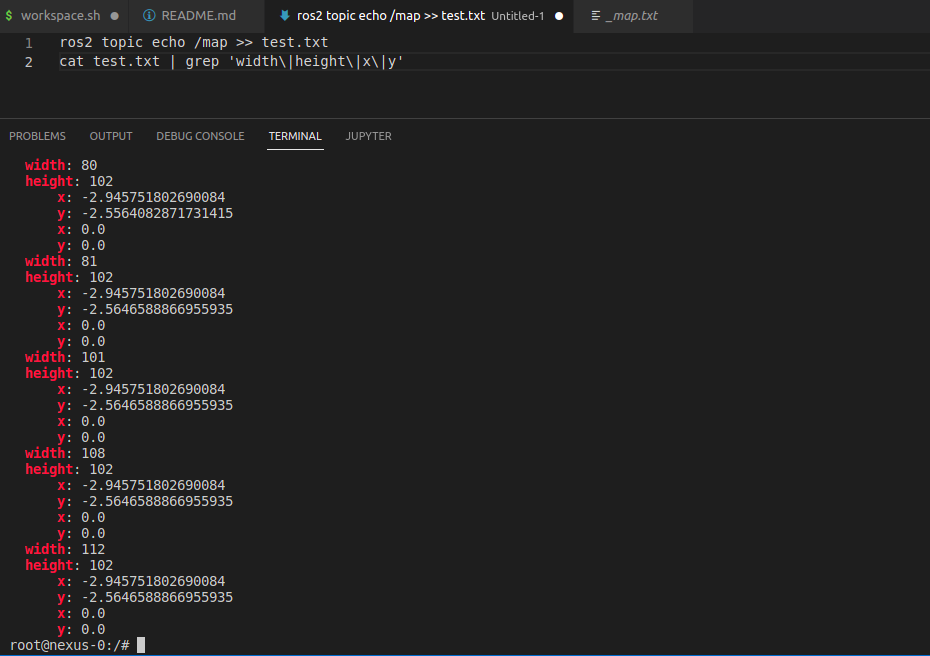 $ workspace.sh README.md ros2 topic echo /map >> test.txt Untitled-1 _map.txt
1 ros2 topic echo /map >> test.txt
2 cat test.txt | grep 'width\|height\|x\|y'
PROBLEMS OUTPUT DEBUG CONSOLE TERMINAL JUPYTER
width: 80
height: 102
x: -2.945751802690084
y: -2.5564082871731415
x: 0.0
y: 0.0
width: 81
height: 102
x: -2.945751802690084
y: -2.5646588866955935
x: 0.0
y: 0.0
width: 101
height: 102
x: -2.945751802690084
y: -2.5646588866955935
x: 0.0
y: 0.0
width: 108
height: 102
x: -2.945751802690084
y: -2.5646588866955935
x: 0.0
y: 0.0
width: 112
height: 102
x: -2.945751802690084
y: -2.5646588866955935
x: 0.0
y: 0.0
root@nexus-0:/#